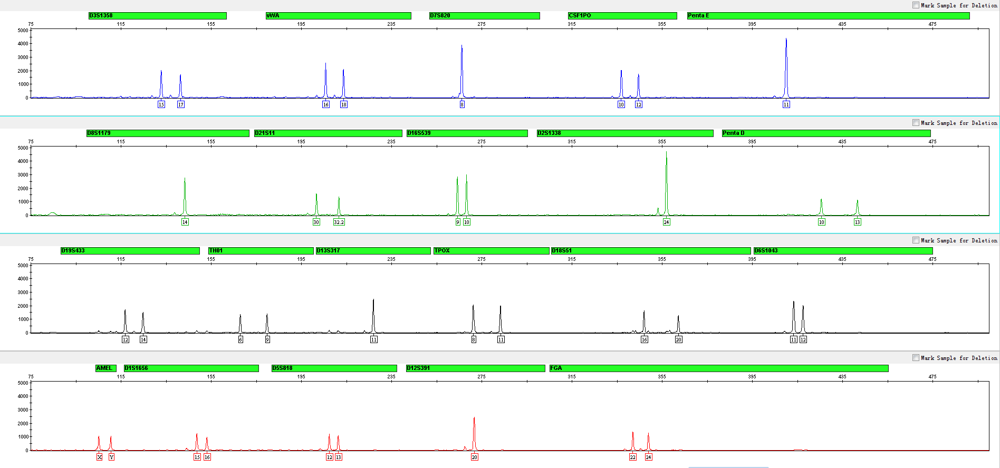 Mark Sample for Deletion
D3S1358 vWA D7S820 CSF1PO Penta E
75 115 155 195 235 275 315 355 395 435 475
5000
4000
3000
2000
1000
0
15 17 16 18 8 10 12 11
Mark Sample for Deletion
D8S1179 D21S11 D16S539 D2S1338 Penta D
75 115 155 195 235 275 315 355 395 435 475
5000
4000
3000
2000
1000
0
14 30 32.2 9 10 24 10 13
Mark Sample for Deletion
D19S433 TH01 D13S317 TPOX D18S51 D6S1043
75 115 155 195 235 275 315 355 395 435 475
5000
4000
3000
2000
1000
0
12 14 6 9 11 8 11 16 20 11 12
Mark Sample for Deletion
AMEL D1S1656 D5S818 D12S391 FGA
75 115 155 195 235 275 315 355 395 435 475
5000
4000
3000
2000
1000
0
X Y 15 16 12 13 20 22 24